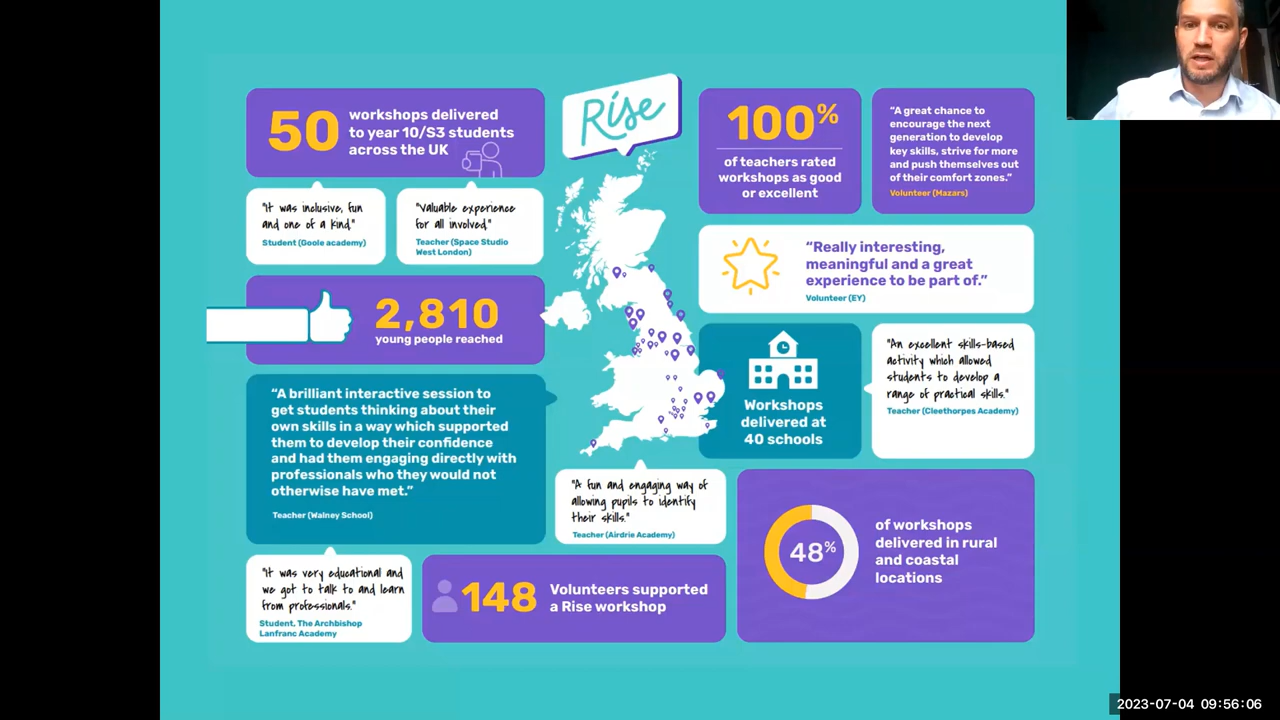 50
workshops delivered
to year 10/S3 students
across the UK
"It was inclusive, fun
and one of a kind."
Student (Goole academy)
"Valuable experience
for all involved."
Teacher (Space Studio
West London)
2,810
young people reached
“A brilliant interactive session to
get students thinking about their
own skills in a way which supported
them to develop their confidence
and had them engaging directly with
professionals who they would not
otherwise have met.”
Teacher (Walney School)
"It was very educational and
we got to talk to and learn
from professionals."
Student, The Archbishop
Lanfranc Academy
148
Volunteers supported
a Rise workshop
Rise
"A fun and engaging way of
allowing pupils to identify
their skills."
Teacher (Airdrie Academy)
100%
of teachers rated
workshops as good
or excellent
“A great chance to
encourage the next
generation to develop
key skills, strive for more
and push themselves out
of their comfort zones.”
Volunteer (Mazars)
“Really interesting,
meaningful and a great
experience to be part of.”
Volunteer (EY)
Workshops
delivered at
40 schools
"An excellent skills-based
activity which allowed
students to develop a
range of practical skills."
Teacher (Cleethorpes Academy)
48%
of workshops
delivered in rural
and coastal
locations
2023-07-04 09:56:06